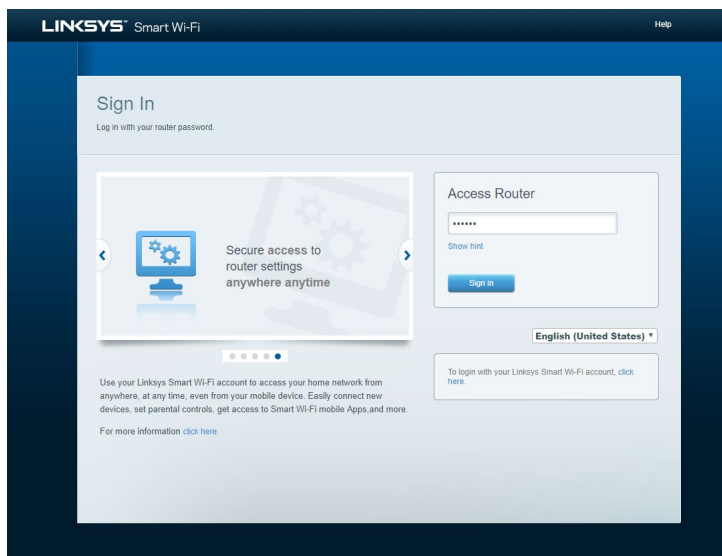 LINKSYS™ Smart Wi-Fi
Help
Sign In
Log in with your router password.
Secure access to
router settings
anywhere anytime
Access Router
••••••
Show hint
Sign in
English (United States)
To login with your Linksys Smart Wi-Fi account, click
here.
Use your Linksys Smart Wi-Fi account to access your home network from
anywhere, at any time, even from your mobile device. Easily connect new
devices, set parental controls, get access to Smart Wi-Fi mobile Apps,and more.
For more information click here